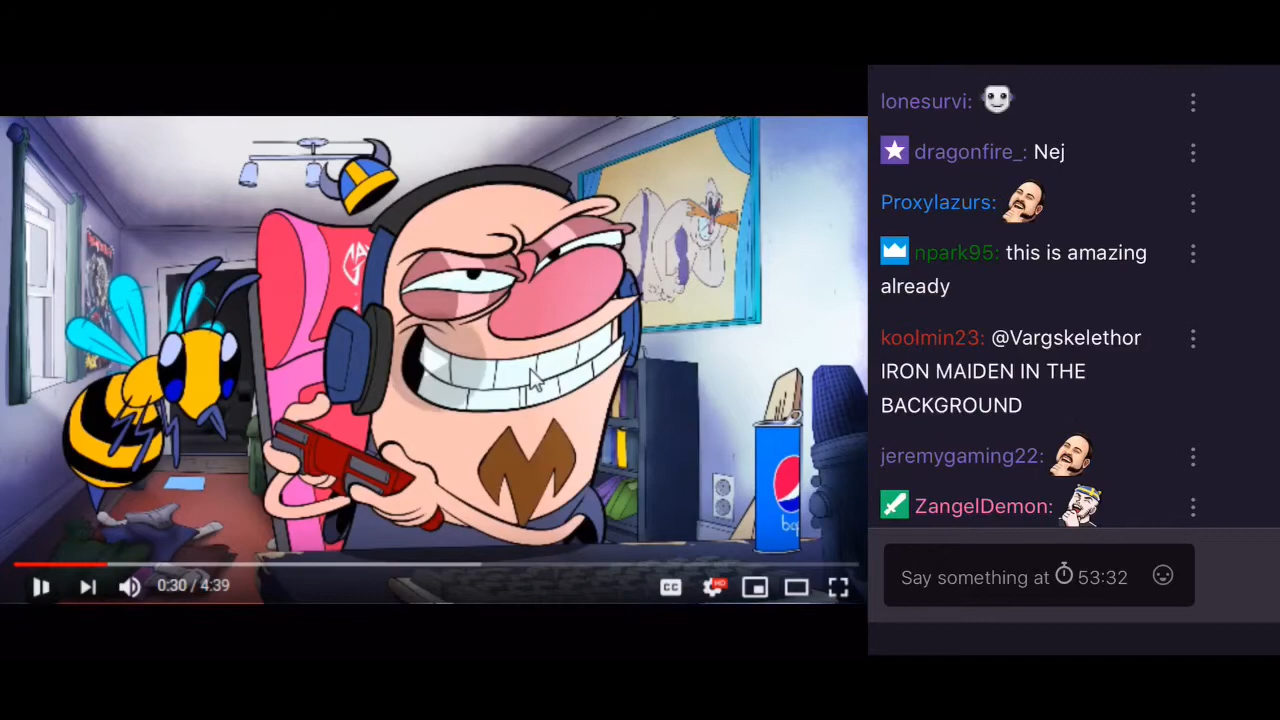 lonesurvi:
dragonfire_: Nej
Proxylazurs:
npark95: this is amazing
already
koolmin23: @Vargskelethor
IRON MAIDEN IN THE
BACKGROUND
jeremygaming22:
ZangelDemon:
Say something at 53:32
0:30 / 4:39
CC
HD